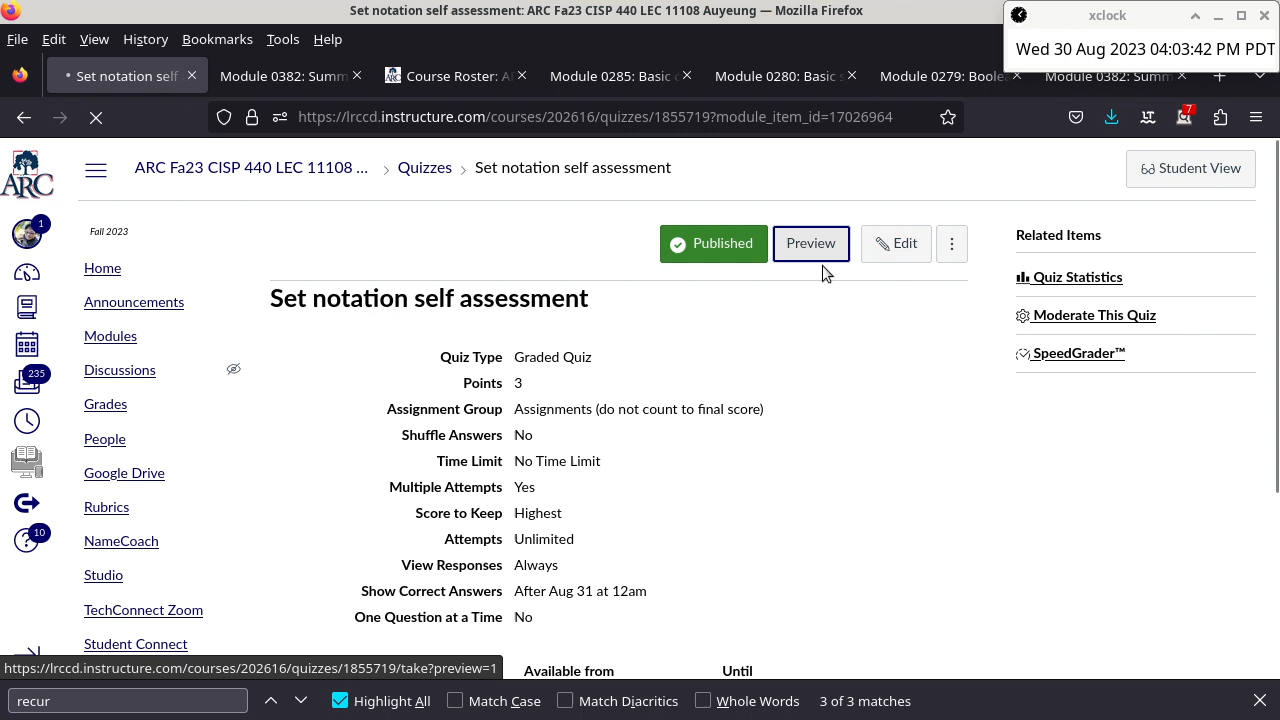 Set notation self assessment: ARC Fa23 CISP 440 LEC 11108 Auyeung — Mozilla Firefox
xclock
Wed 30 Aug 2023 04:03:42 PM PDT
File Edit View History Bookmarks Tools Help
Set notation self
Module 0382: Summ
Course Roster: A
Module 0285: Basic c
Module 0280: Basic s
Module 0279: Boole
Module 0382: Summ
https://lrccd.instructure.com/courses/202616/quizzes/1855719?module_item_id=17026964
7
ARC
ARC Fa23 CISP 440 LEC 11108 ... > Quizzes > Set notation self assessment
Student View
1
235
10
Fall 2023
Home
Announcements
Modules
Discussions
Grades
People
Google Drive
Rubrics
NameCoach
Studio
TechConnect Zoom
Student Connect
Published Preview Edit
Set notation self assessment
Quiz Type Graded Quiz
Points 3
Assignment Group Assignments (do not count to final score)
Shuffle Answers No
Time Limit No Time Limit
Multiple Attempts Yes
Score to Keep Highest
Attempts Unlimited
View Responses Always
Show Correct Answers After Aug 31 at 12am
One Question at a Time No
Available from Until
Related Items
Quiz Statistics
Moderate This Quiz
SpeedGrader™
https://lrccd.instructure.com/courses/202616/quizzes/1855719/take?preview=1
recur Highlight All Match Case Match Diacritics Whole Words 3 of 3 matches